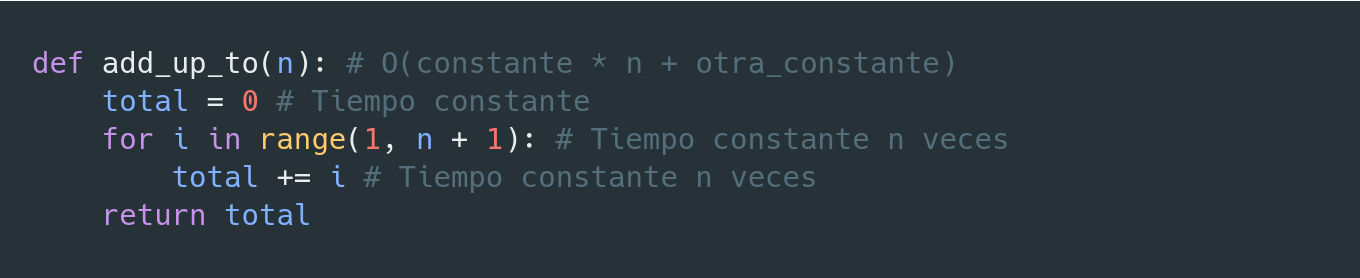 def add_up_to(n): # O(constante * n + otra_constante)
    total = 0 # Tiempo constante
    for i in range(1, n + 1): # Tiempo constante n veces
        total += i # Tiempo constante n veces
    return total